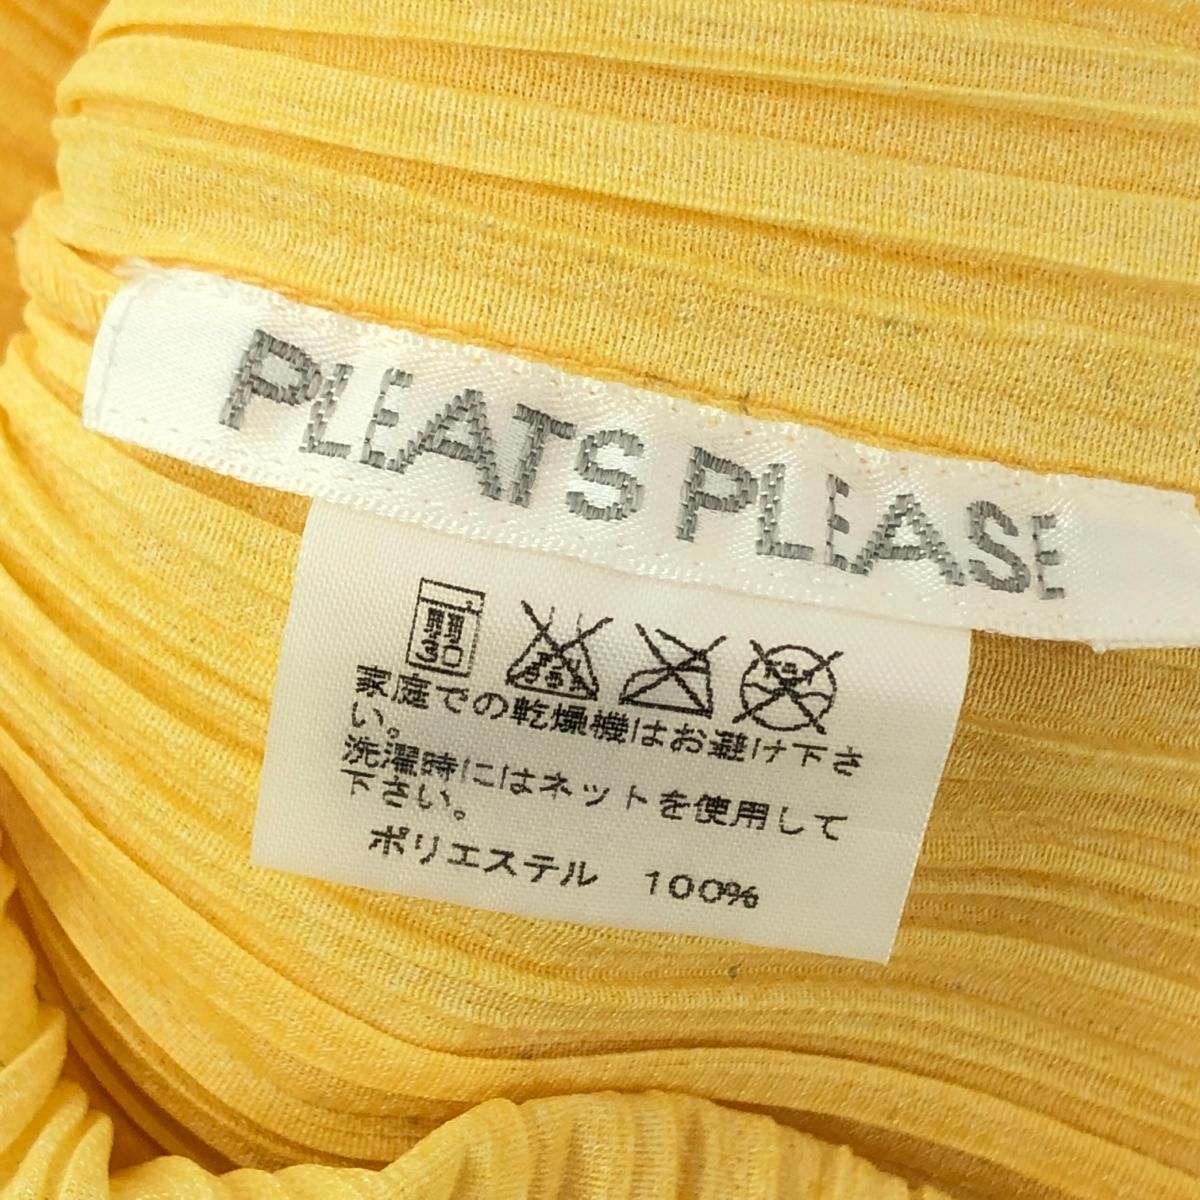 PLEATS PLEASE
弱
30
家庭での乾燥機はお避け下さ
い。
洗濯時にはネットを使用して
下さい。
ポリエステル 100%